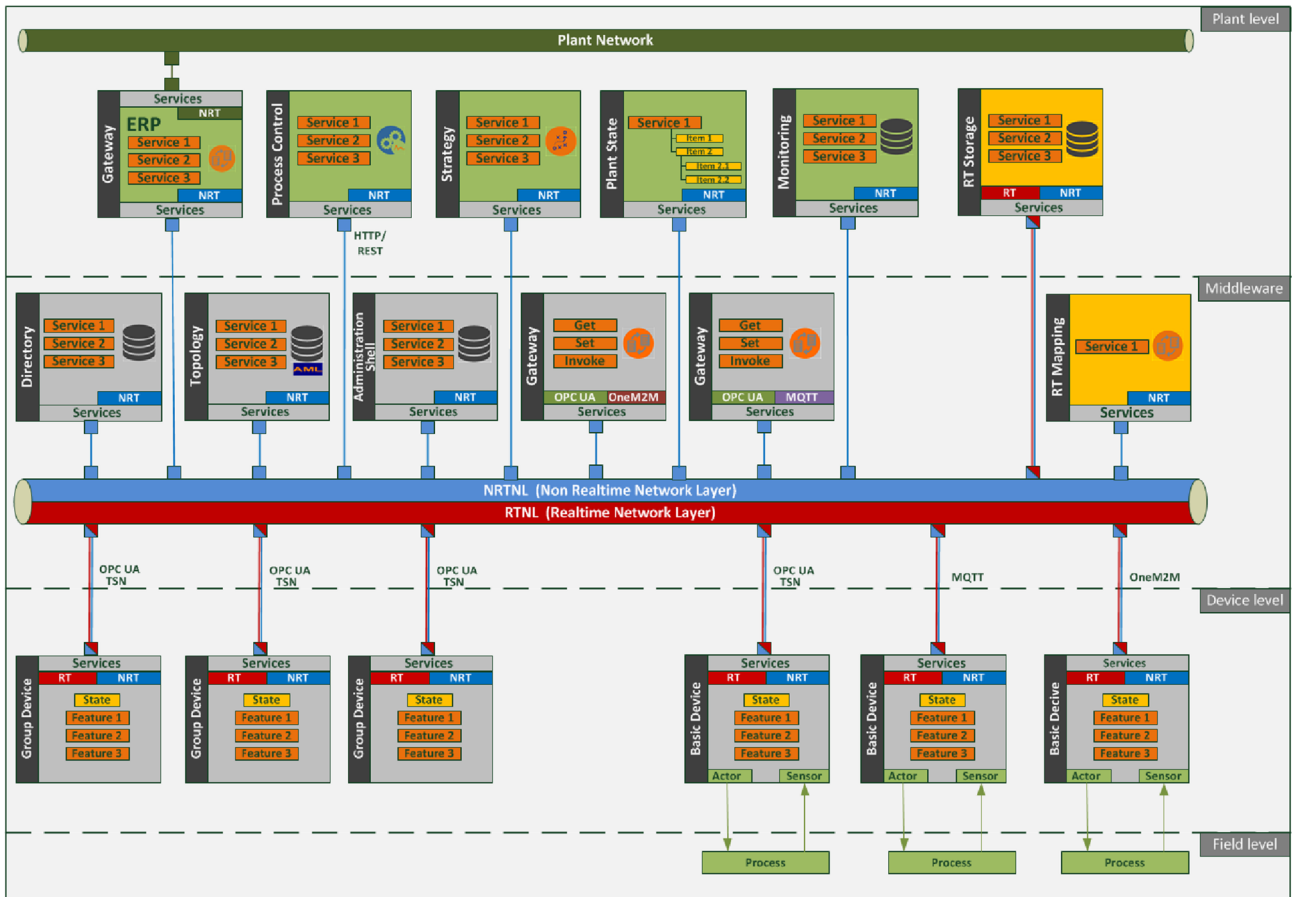 Plant level
Plant Network
Gateway
Services
NRT
ERP
Service 1
Service 2
Service 3
NRT
Services
Process Control
Service 1
Service 2
Service 3
NRT
Services
Strategy
Service 1
Service 2
Service 3
NRT
Services
Plant State
Service 1
Item 1
Item 2
Item 2.1
Item 2.2
NRT
Services
Monitoring
Service 1
Service 2
Service 3
NRT
Services
RT Storage
Service 1
Service 2
Service 3
RT
NRT
Services
HTTP/
REST
Middleware
Directory
Service 1
Service 2
Service 3
NRT
Services
Topology
Service 1
Service 2
Service 3
AML
NRT
Services
Administration
Shell
Service 1
Service 2
Service 3
NRT
Services
Gateway
Get
Set
Invoke
OPC UA
OneM2M
Services
Gateway
Get
Set
Invoke
OPC UA
MQTT
Services
RT Mapping
Service 1
NRT
Services
NRTNL (Non Realtime Network Layer)
RTNL (Realtime Network Layer)
OPC UA
TSN
OPC UA
TSN
OPC UA
TSN
OPC UA
TSN
MQTT
OneM2M
Device level
Group Device
Services
RT
NRT
State
Feature 1
Feature 2
Feature 3
Group Device
Services
RT
NRT
State
Feature 1
Feature 2
Feature 3
Group Device
Services
RT
NRT
State
Feature 1
Feature 2
Feature 3
Basic Device
Services
RT
NRT
State
Feature 1
Feature 2
Feature 3
Actor
Sensor
Basic Device
Services
RT
NRT
State
Feature 1
Feature 2
Feature 3
Actor
Sensor
Basic Decive
Services
RT
NRT
State
Feature 1
Feature 2
Feature 3
Actor
Sensor
Field level
Process
Process
Process